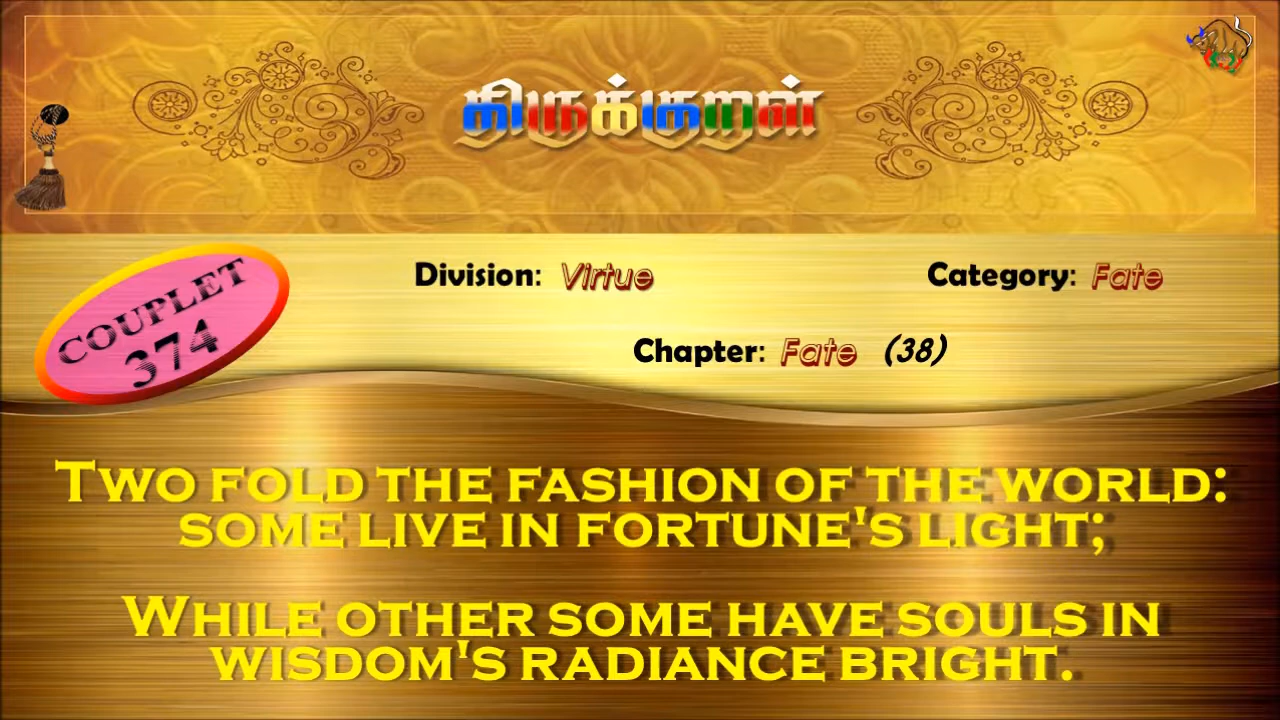 திருக்குறள்
COUPLET
374
Division: Virtue
Category: Fate
Chapter: Fate (38)
TWO FOLD THE FASHION OF THE WORLD:
SOME LIVE IN FORTUNE'S LIGHT;
WHILE OTHER SOME HAVE SOULS IN
WISDOM'S RADIANCE BRIGHT.